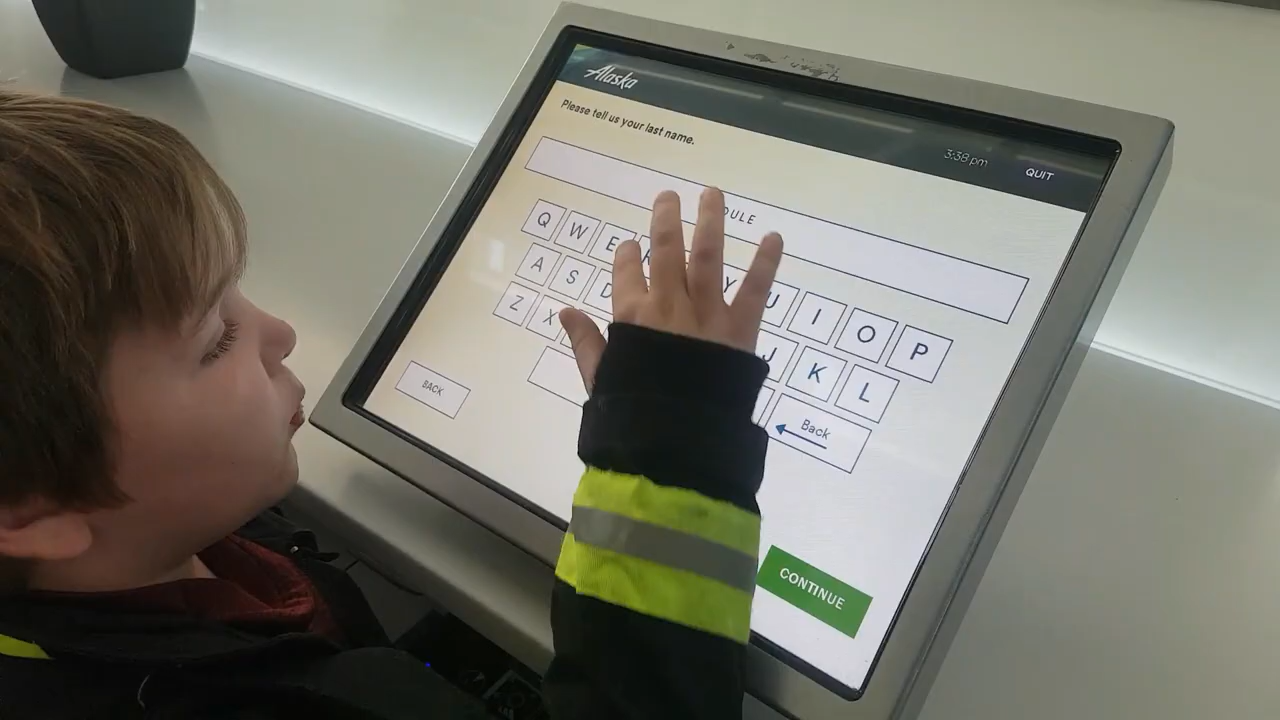 Alaska
3:38 pm QUIT
Please tell us your last name.
DULE
Q W E R Y U I O P
A S D J K L
Z X Back
BACK
CONTINUE